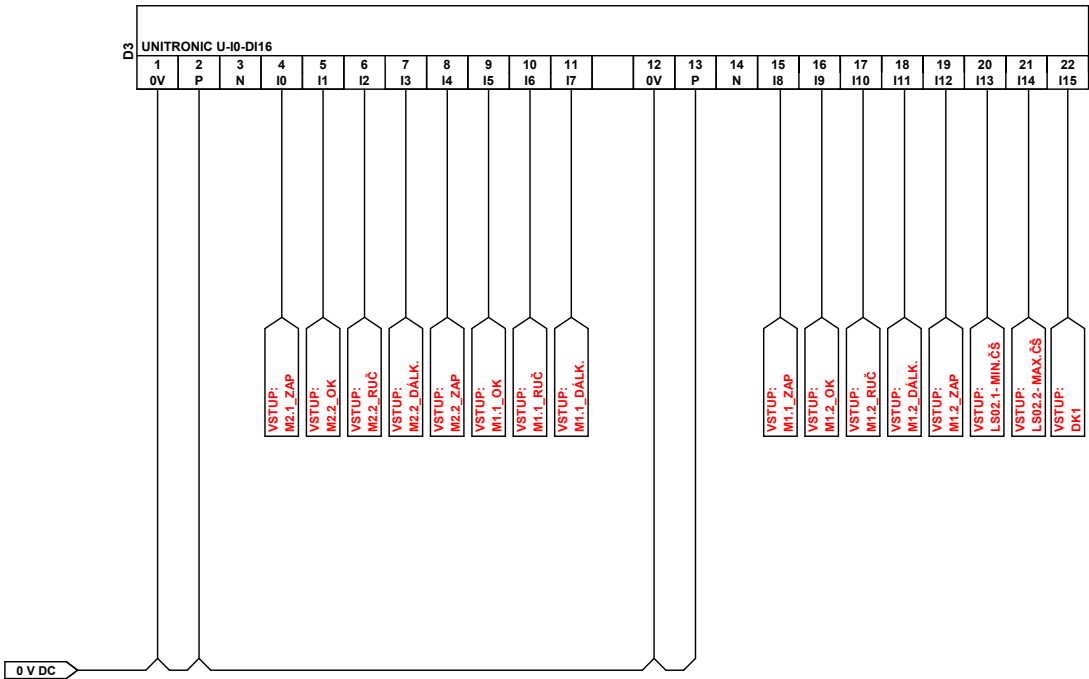 D3
UNITRONIC U-I0-DI16
1 2 3 4 5 6 7 8 9 10 11 12 13 14 15 16 17 18 19 20 21 22
0V P N I0 I1 I2 I3 I4 I5 I6 I7 0V P N I8 I9 I10 I11 I12 I13 I14 I15
VSTUP:
M2.1_ZAP
VSTUP:
M2.2_OK
VSTUP:
M2.2_RUČ
VSTUP:
M2.2_DÁLK.
VSTUP:
M2.2_ZAP
VSTUP:
M1.1_OK
VSTUP:
M1.1_RUČ
VSTUP:
M1.1_DÁLK.
VSTUP:
M1.1_ZAP
VSTUP:
M1.2_OK
VSTUP:
M1.2_RUČ
VSTUP:
M1.2_DÁLK.
VSTUP:
M1.2_ZAP
VSTUP:
LS02.1- MIN.ČŠ
VSTUP:
LS02.2- MAX.ČŠ
VSTUP:
DK1
0 V DC